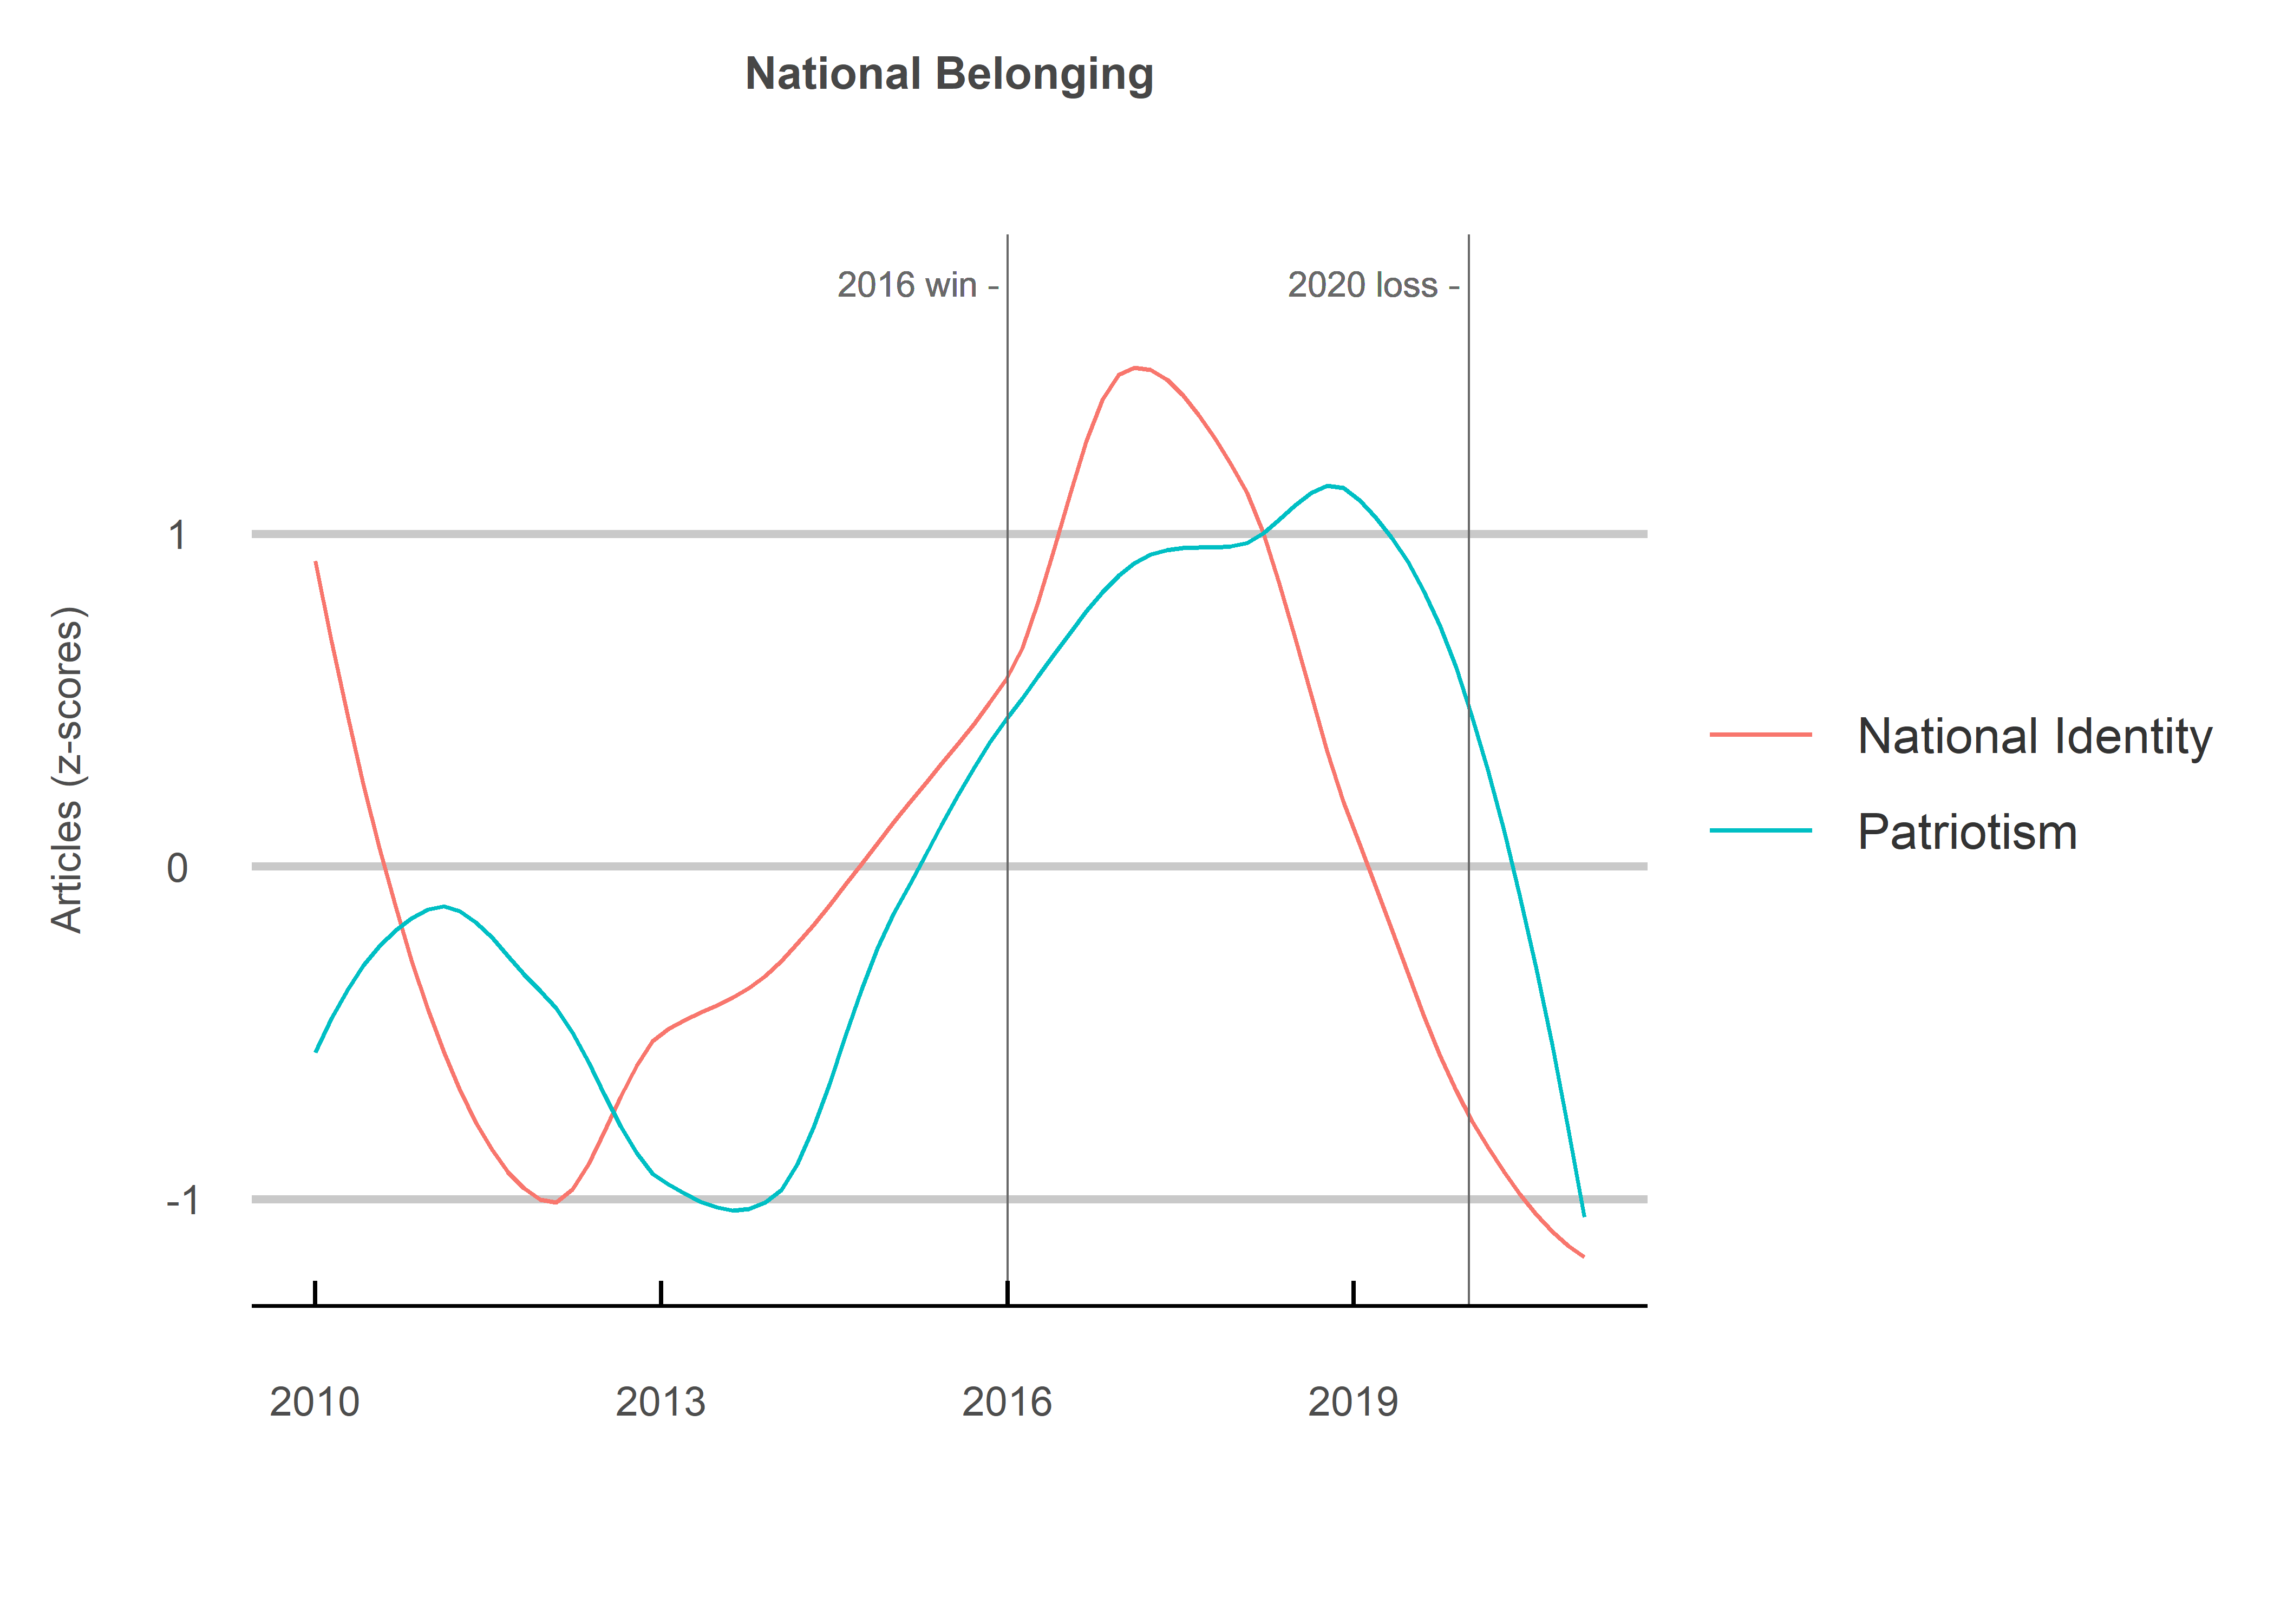 National Belonging
2016 win -
2020 loss -
1
0
-1
Articles (z-scores)
National Identity
Patriotism
2010
2013
2016
2019